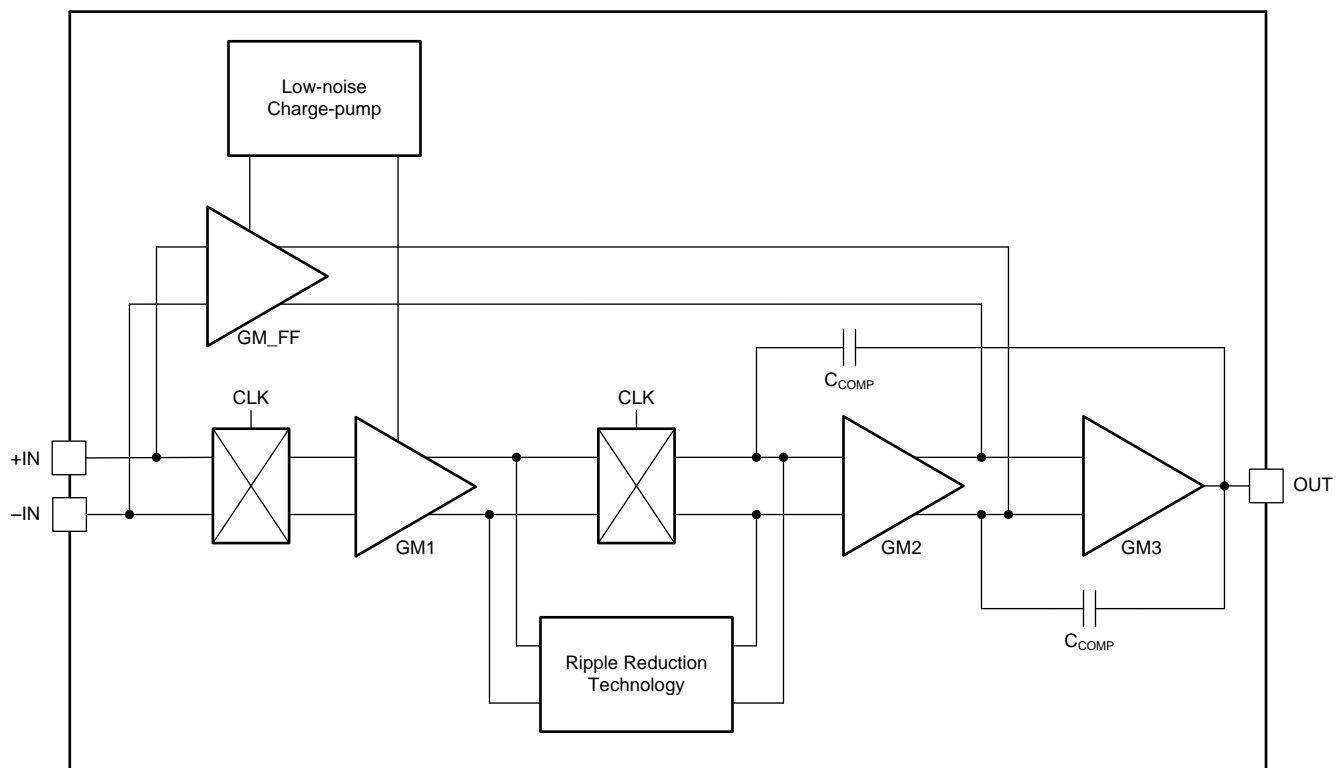 Low-noise
Charge-pump
GM_FF
CCOMP
CLK
CLK
+IN
–IN
OUT
GM1
GM2
GM3
CCOMP
Ripple Reduction
Technology